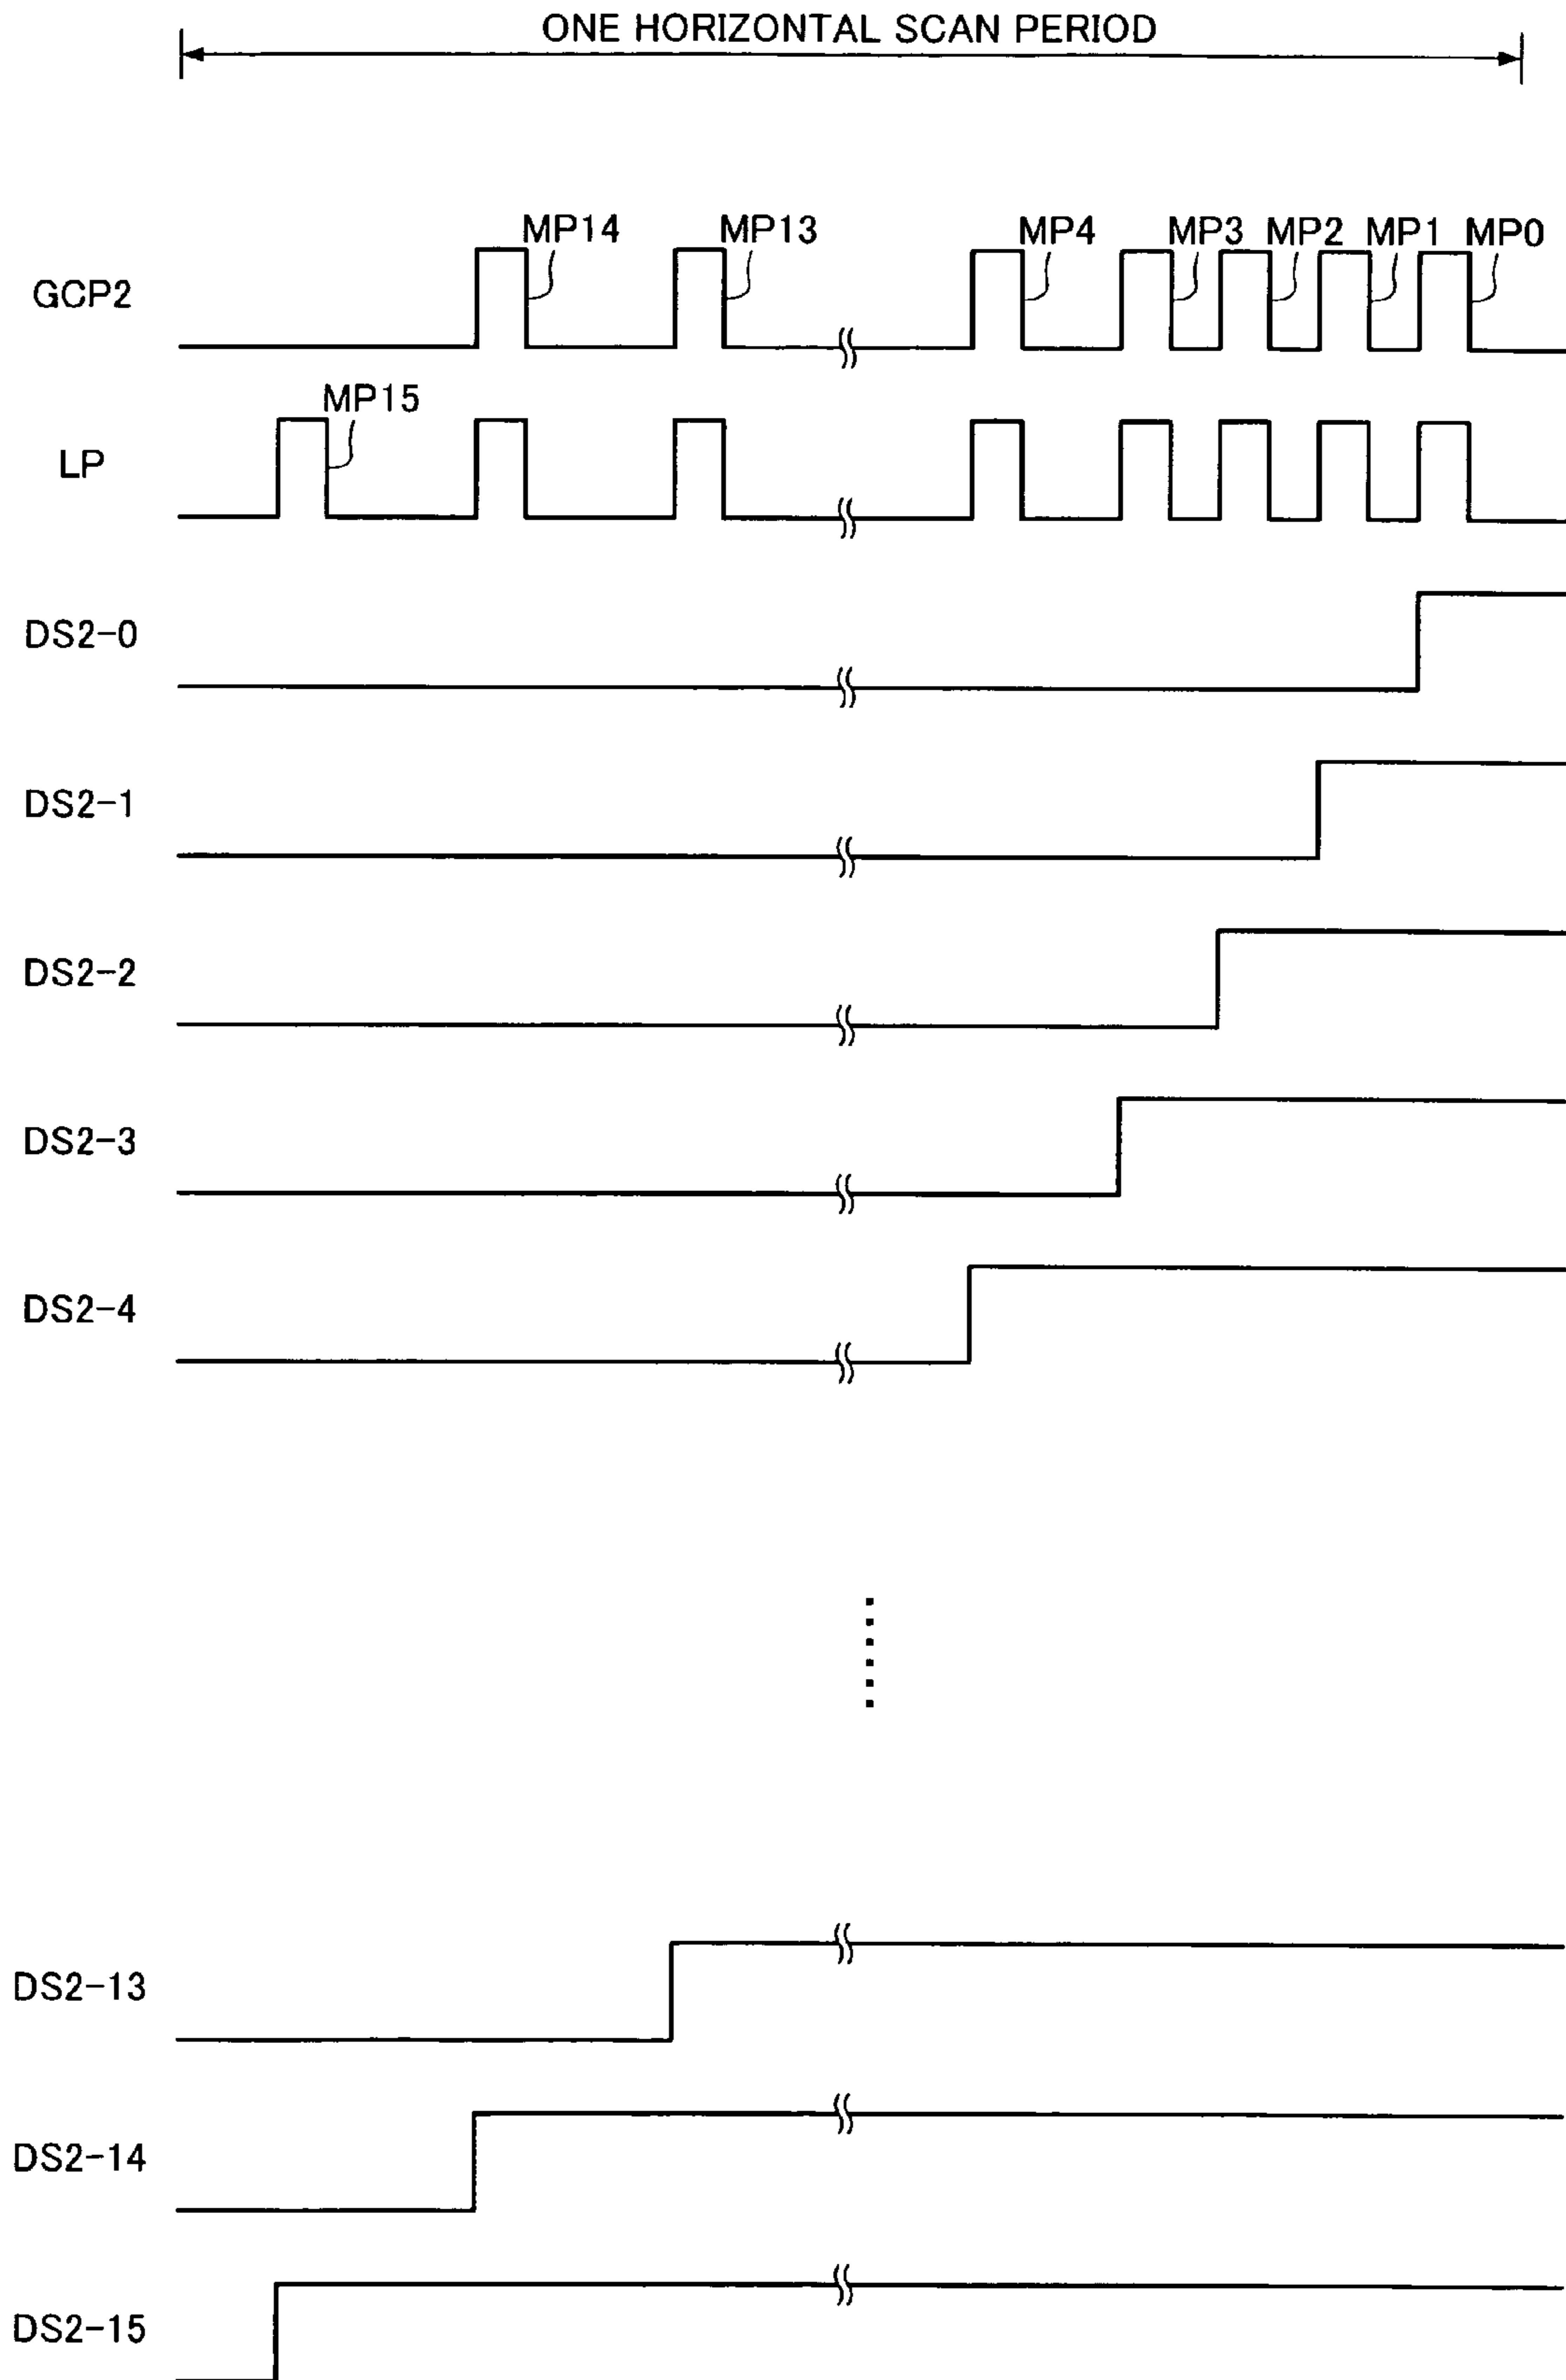 ONE HORIZONTAL SCAN PERIOD
MP14 MP13 MP4 MP3 MP2 MP1 MP0
GCP2
MP15
LP
DS2-0
DS2-1
DS2-2
DS2-3
DS2-4
DS2-13
DS2-14
DS2-15